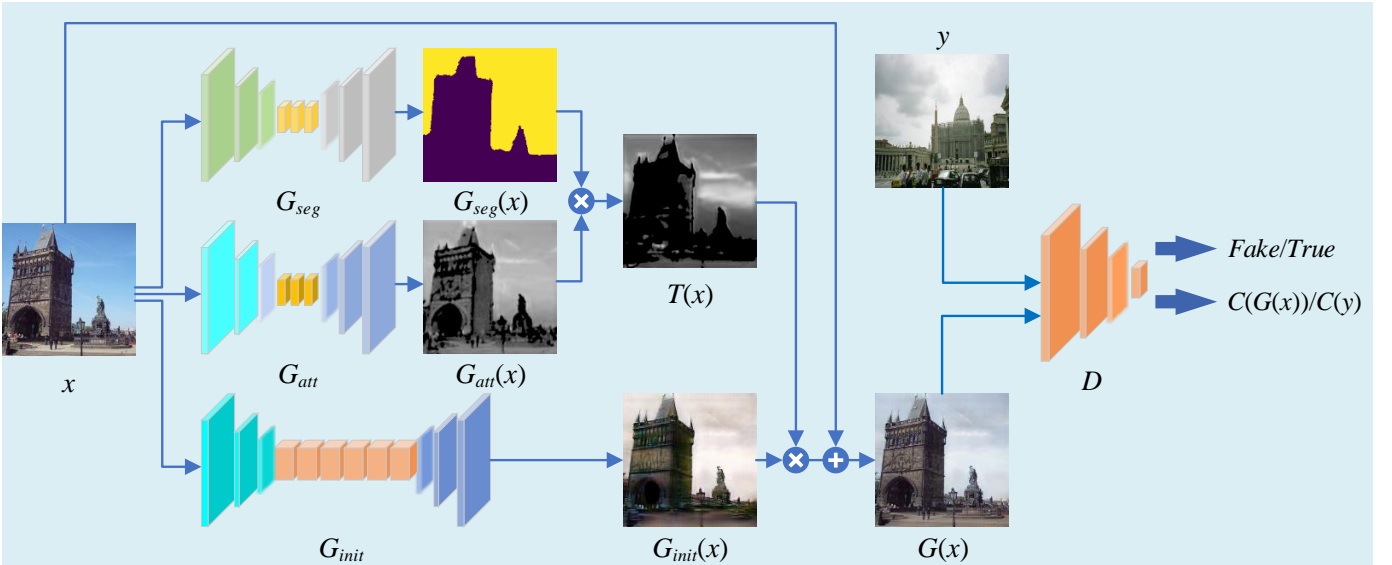 y
G_seg
G_seg(x)
Fake/True
T(x)
C(G(x))/C(y)
x
G_att
G_att(x)
D
G_init
G_init(x)
G(x)